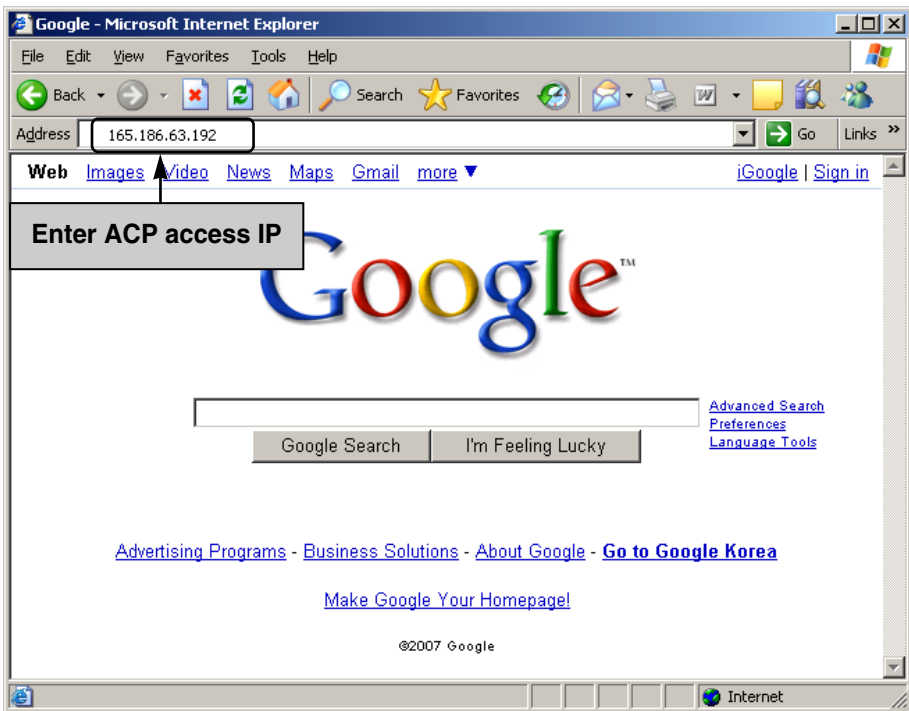 Google - Microsoft Internet Explorer
File Edit View Favorites Tools Help
Back Search Favorites W
Address 165.186.63.192 Go Links »
Web Images Video News Maps Gmail more ▼ iGoogle | Sign in
Enter ACP access IP
Google™
Advanced Search
Preferences
Language Tools
Google Search I'm Feeling Lucky
Advertising Programs - Business Solutions - About Google - Go to Google Korea
Make Google Your Homepage!
©2007 Google
Internet